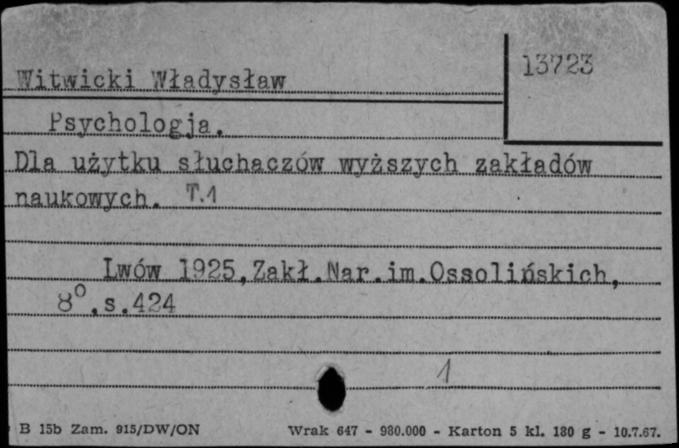 Witwicki Władysław
13723
Psychologja.
Dla użytku słuchaczów wyższych zakładów
naukowych. T.1
Lwów 1925,Zakł.Nar.im.Ossolińskich,
8⁰.s.424
1
B 15b Zam. 915/DW/ON Wrak 647 - 980.000 - Karton 5 kl. 180 g - 10.7.67.